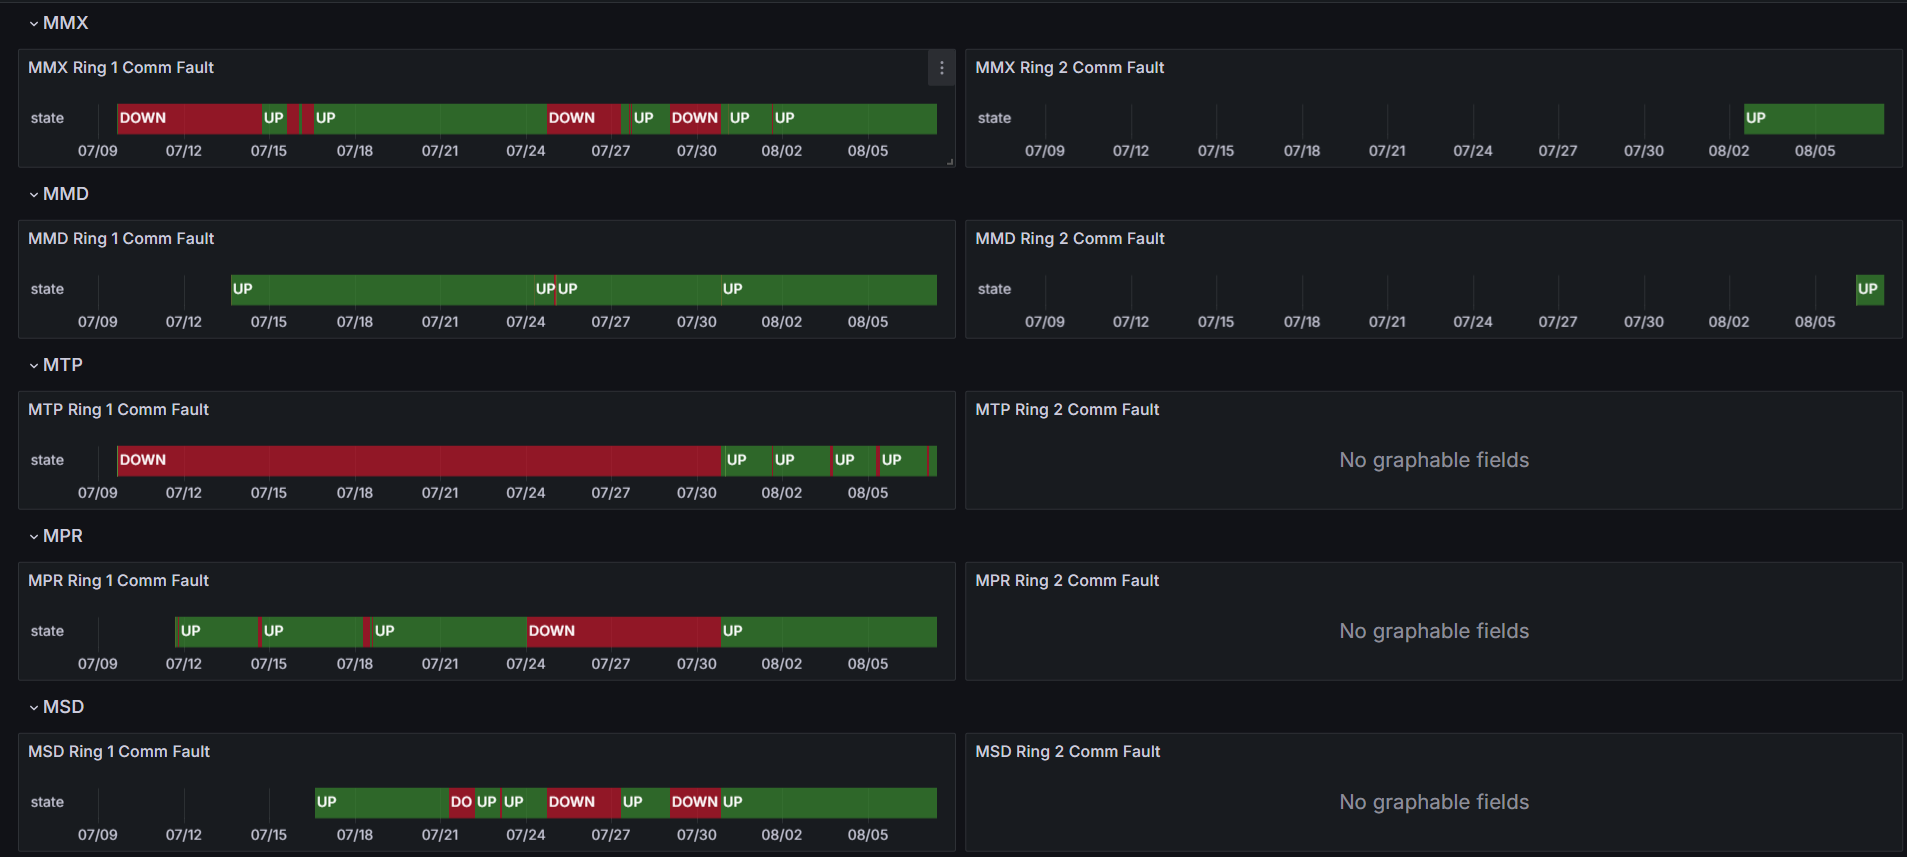 MMX
MMX Ring 1 Comm Fault
state
DOWN UP UP DOWN UP DOWN UP UP
07/09 07/12 07/15 07/18 07/21 07/24 07/27 07/30 08/02 08/05
MMX Ring 2 Comm Fault
state
UP
07/09 07/12 07/15 07/18 07/21 07/24 07/27 07/30 08/02 08/05
MMD
MMD Ring 1 Comm Fault
state
UP UP UP UP
07/09 07/12 07/15 07/18 07/21 07/24 07/27 07/30 08/02 08/05
MMD Ring 2 Comm Fault
state
UP
07/09 07/12 07/15 07/18 07/21 07/24 07/27 07/30 08/02 08/05
MTP
MTP Ring 1 Comm Fault
state
DOWN UP UP UP UP
07/09 07/12 07/15 07/18 07/21 07/24 07/27 07/30 08/02 08/05
MTP Ring 2 Comm Fault
No graphable fields
MPR
MPR Ring 1 Comm Fault
state
UP UP UP DOWN UP
07/09 07/12 07/15 07/18 07/21 07/24 07/27 07/30 08/02 08/05
MPR Ring 2 Comm Fault
No graphable fields
MSD
MSD Ring 1 Comm Fault
state
UP DO UP UP DOWN UP DOWN UP
07/09 07/12 07/15 07/18 07/21 07/24 07/27 07/30 08/02 08/05
MSD Ring 2 Comm Fault
No graphable fields